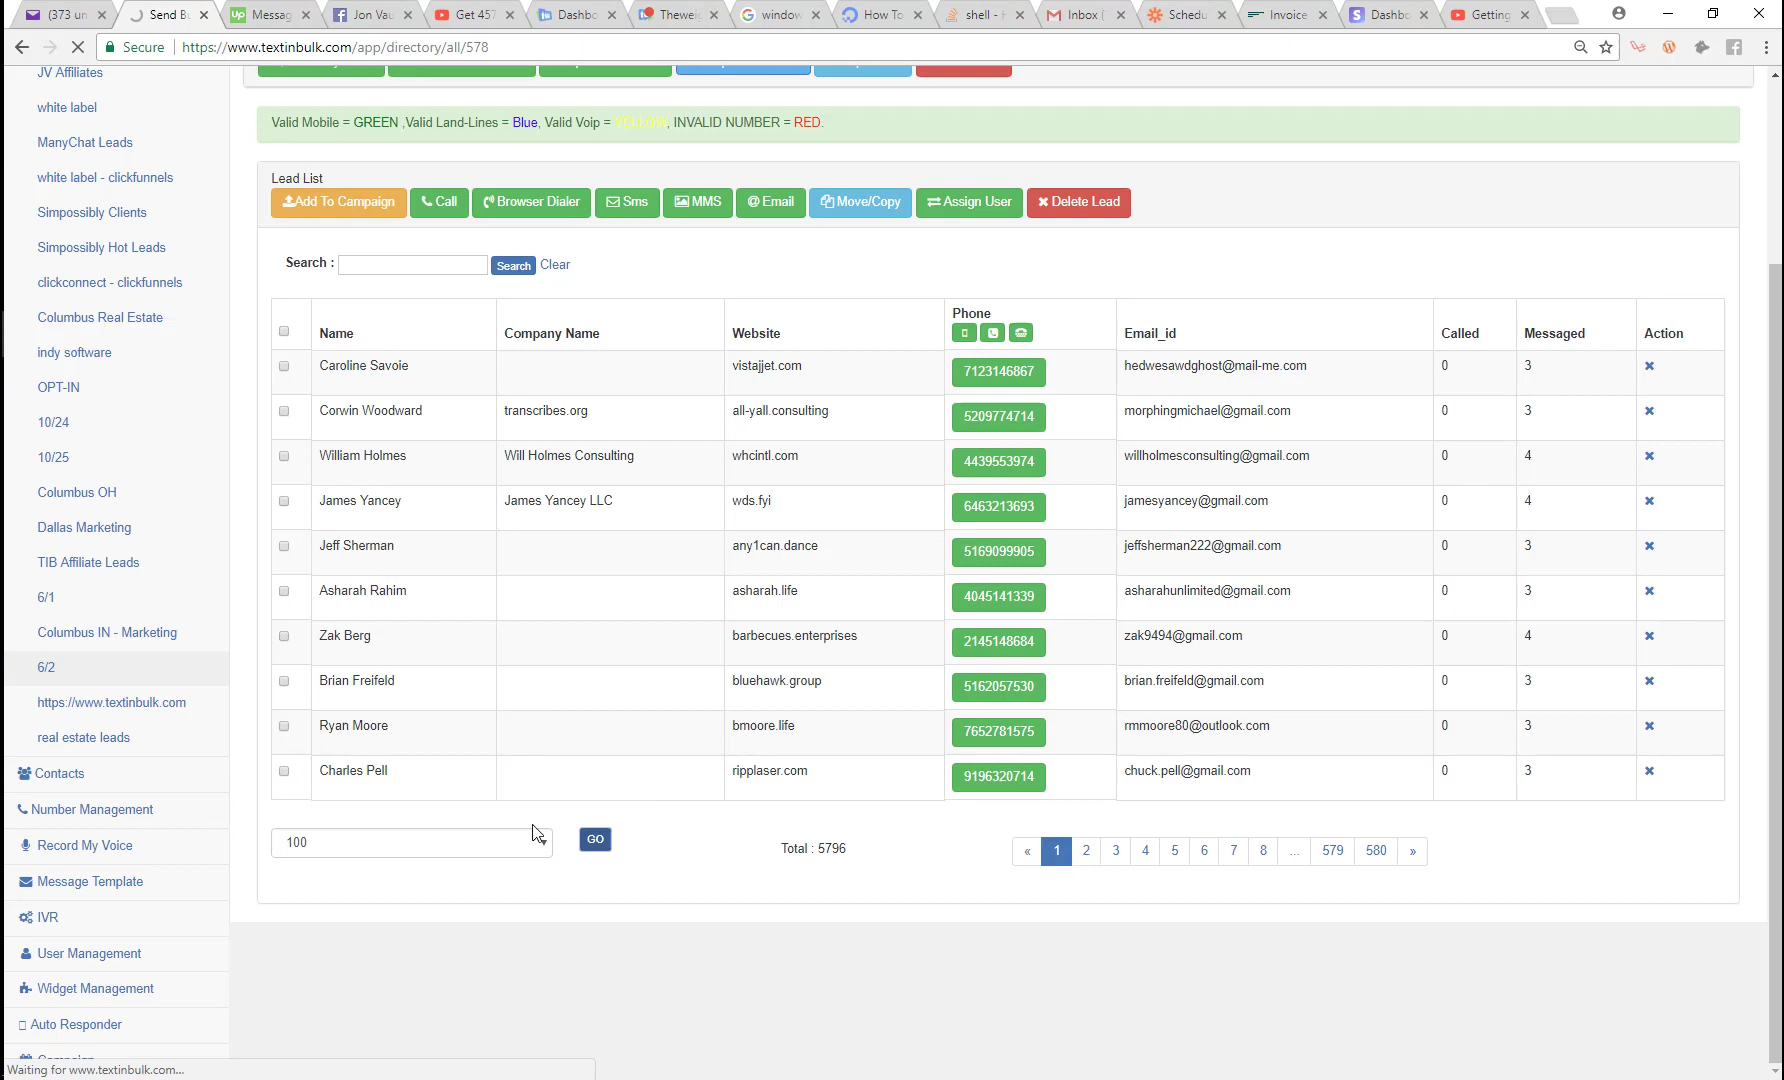 (373 un
Send Bu
Messag
Jon Vau
Get 457
Dashbo
Thewei
window
How To
shell -
Inbox (
Schedu
Invoice
Dashb
Getting
Secure
https://www.textinbulk.com/app/directory/all/578
JV Affiliates
white label
ManyChat Leads
white label - clickfunnels
Simpossibly Clients
Simpossibly Hot Leads
clickconnect - clickfunnels
Columbus Real Estate
indy software
OPT-IN
10/24
10/25
Columbus OH
Dallas Marketing
TIB Affiliate Leads
6/1
Columbus IN - Marketing
6/2
https://www.textinbulk.com
real estate leads
Contacts
Number Management
Record My Voice
Message Template
IVR
User Management
Widget Management
Auto Responder
Campaign
Waiting for www.textinbulk.com...
Valid Mobile = GREEN ,Valid Land-Lines = Blue, Valid Voip = YELLOW, INVALID NUMBER = RED.
Lead List
Add To Campaign Call Browser Dialer Sms MMS @ Email Move/Copy Assign User Delete Lead
Search : Search Clear
Name Company Name Website Phone Email_id Called Messaged Action
Caroline Savoie vistajjet.com 7123146867 hedwesawdghost@mail-me.com 0 3
Corwin Woodward transcribes.org all-yall.consulting 5209774714 morphingmichael@gmail.com 0 3
William Holmes Will Holmes Consulting whcintl.com 4439553974 willholmesconsulting@gmail.com 0 4
James Yancey James Yancey LLC wds.fyi 6463213693 jamesyancey@gmail.com 0 4
Jeff Sherman any1can.dance 5169099905 jeffsherman222@gmail.com 0 3
Asharah Rahim asharah.life 4045141339 asharahunlimited@gmail.com 0 3
Zak Berg barbecues.enterprises 2145148684 zak9494@gmail.com 0 4
Brian Freifeld bluehawk.group 5162057530 brian.freifeld@gmail.com 0 3
Ryan Moore bmoore.life 7652781575 rmmoore80@outlook.com 0 3
Charles Pell ripplaser.com 9196320714 chuck.pell@gmail.com 0 3
100 GO Total : 5796 « 1 2 3 4 5 6 7 8 ... 579 580 »